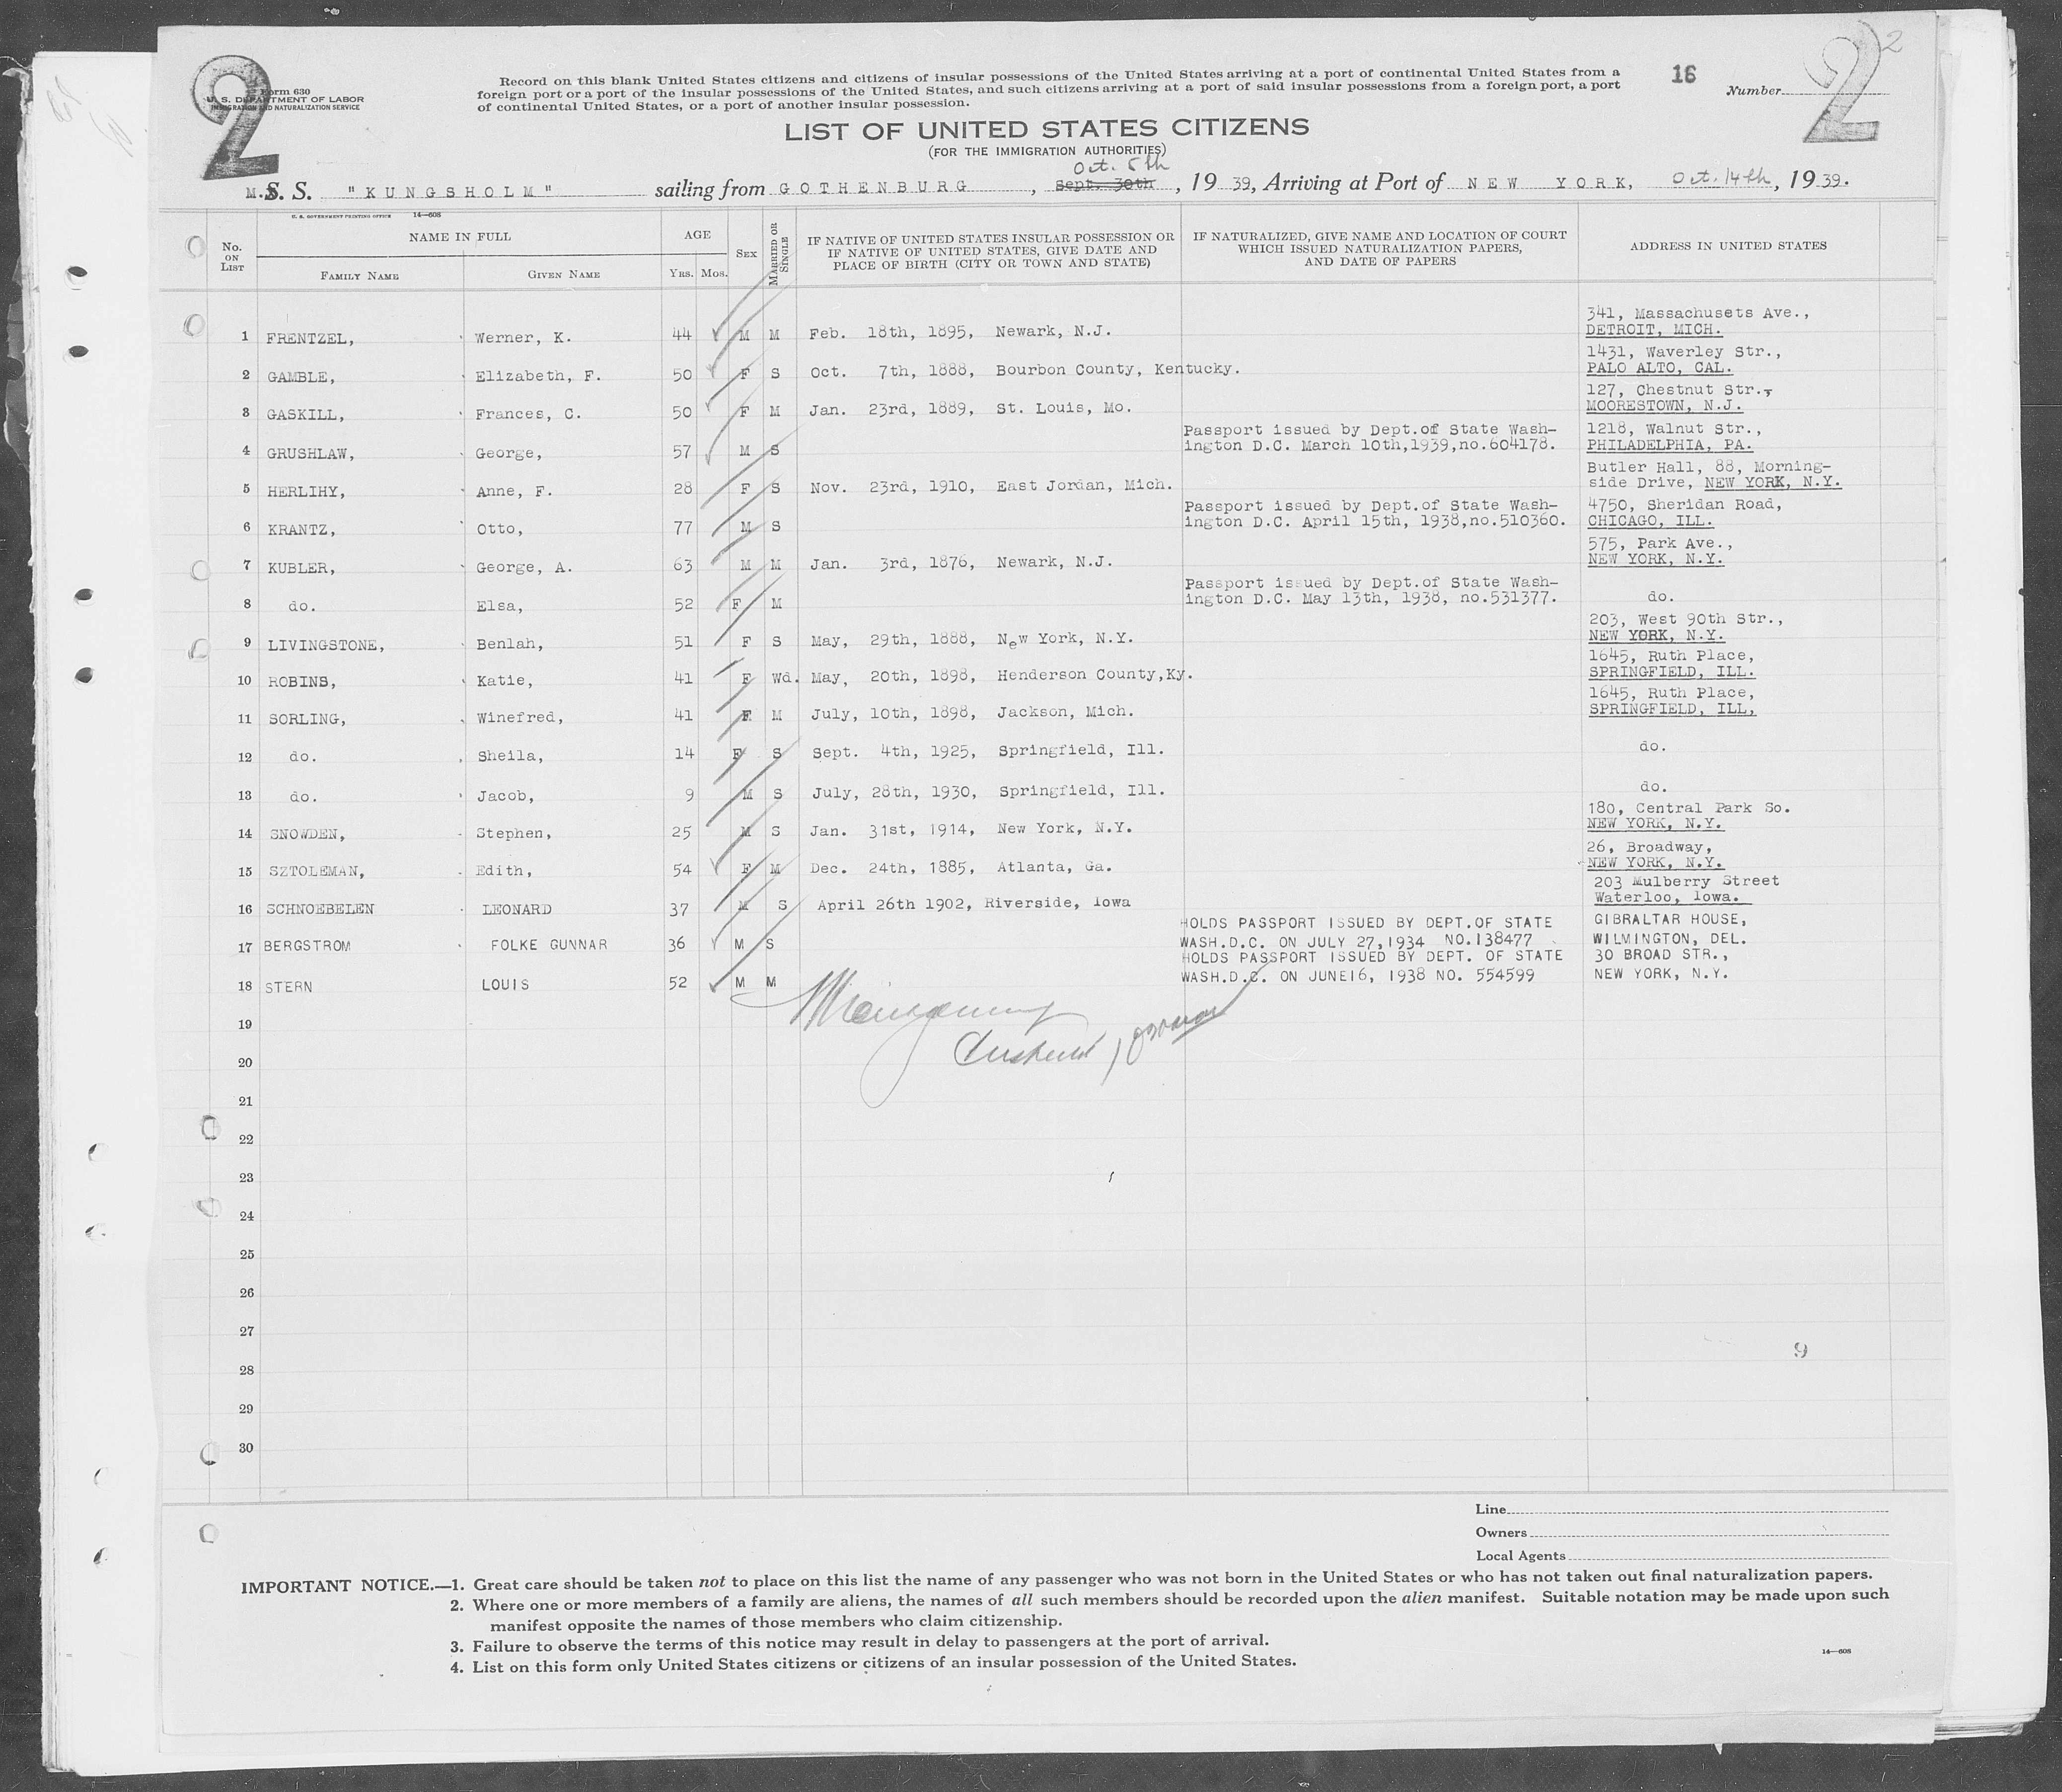 2
2
2
Form 630
U. S. DEPARTMENT OF LABOR
IMMIGRATION AND NATURALIZATION SERVICE
Record on this blank United States citizens and citizens of insular possessions of the United States arriving at a port of continental United States from a
foreign port or a port of the insular possessions of the United States, and such citizens arriving at a port of said insular possessions from a foreign port, a port
of continental United States, or a port of another insular possession.
16
Number
LIST OF UNITED STATES CITIZENS
(FOR THE IMMIGRATION AUTHORITIES)
Oct. 5th
M.S. S. "KUNGSHOLM" sailing from GOTHENBURG, Sept. 30th, 1939, Arriving at Port of NEW YORK, Oct. 14th, 1939.
U. S. GOVERNMENT PRINTING OFFICE 14—608
No. ON LIST
NAME IN FULL
FAMILY NAME
GIVEN NAME
AGE
YRS. MOS.
SEX
MARRIED OR SINGLE
IF NATIVE OF UNITED STATES INSULAR POSSESSION OR
IF NATIVE OF UNITED STATES, GIVE DATE AND
PLACE OF BIRTH (CITY OR TOWN AND STATE)
IF NATURALIZED, GIVE NAME AND LOCATION OF COURT
WHICH ISSUED NATURALIZATION PAPERS,
AND DATE OF PAPERS
ADDRESS IN UNITED STATES
341, Massachusets Ave.,
1 FRENTZEL, Werner, K. 44 M M Feb. 18th, 1895, Newark, N.J. DETROIT, MICH.
1431, Waverley Str.,
2 GAMBLE, Elizabeth, F. 50 F S Oct. 7th, 1888, Bourbon County, Kentucky. PALO ALTO, CAL.
127, Chestnut Str.,
3 GASKILL, Frances, C. 50 F M Jan. 23rd, 1889, St. Louis, Mo. MOORESTOWN, N.J.
Passport issued by Dept.of State Wash- 1218, Walnut Str.,
4 GRUSHLAW, George, 57 M S ington D.C. March 10th,1939,no.604178. PHILADELPHIA, PA.
Butler Hall, 88, Morning-
5 HERLIHY, Anne, F. 28 F S Nov. 23rd, 1910, East Jordan, Mich. side Drive, NEW YORK, N.Y.
Passport issued by Dept.of State Wash- 4750, Sheridan Road,
6 KRANTZ, Otto, 77 M S ington D.C. April 15th, 1938,no.510360. CHICAGO, ILL.
575, Park Ave.,
7 KUBLER, George, A. 63 M M Jan. 3rd, 1876, Newark, N.J. NEW YORK, N.Y.
Passport issued by Dept.of State Wash-
8 do. Elsa, 52 F M ington D.C. May 13th, 1938, no.531377. do.
203, West 90th Str.,
9 LIVINGSTONE, Benlah, 51 F S May, 29th, 1888, New York, N.Y. NEW YORK, N.Y.
1645, Ruth Place,
10 ROBINS, Katie, 41 F Wd. May, 20th, 1898, Henderson County,Ky. SPRINGFIELD, ILL.
1645, Ruth Place,
11 SORLING, Winefred, 41 F M July, 10th, 1898, Jackson, Mich. SPRINGFIELD, ILL,
12 do. Sheila, 14 F S Sept. 4th, 1925, Springfield, Ill. do.
13 do. Jacob, 9 M S July, 28th, 1930, Springfield, Ill. do.
180, Central Park So.
14 SNOWDEN, Stephen, 25 M S Jan. 31st, 1914, New York, N.Y. NEW YORK, N.Y.
26, Broadway,
15 SZTOLEMAN, Edith, 54 F M Dec. 24th, 1885, Atlanta, Ga. NEW YORK, N.Y.
203 Mulberry Street
16 SCHNOEBELEN LEONARD 37 M S April 26th 1902, Riverside, Iowa Waterloo, Iowa.
HOLDS PASSPORT ISSUED BY DEPT.OF STATE GIBRALTAR HOUSE,
17 BERGSTROM FOLKE GUNNAR 36 M S WASH.D.C. ON JULY 27,1934 NO.138477 WILMINGTON, DEL.
HOLDS PASSPORT ISSUED BY DEPT. OF STATE 30 BROAD STR.,
18 STERN LOUIS 52 M M WASH.D.C. ON JUNE16, 1938 NO. 554599 NEW YORK, N.Y.
19
20
21
22
23
24
25
26
27
9
28
29
30
Line
Owners
Local Agents
IMPORTANT NOTICE.—1. Great care should be taken not to place on this list the name of any passenger who was not born in the United States or who has not taken out final naturalization papers.
2. Where one or more members of a family are aliens, the names of all such members should be recorded upon the alien manifest. Suitable notation may be made upon such
manifest opposite the names of those members who claim citizenship.
3. Failure to observe the terms of this notice may result in delay to passengers at the port of arrival.
4. List on this form only United States citizens or citizens of an insular possession of the United States.
14—608